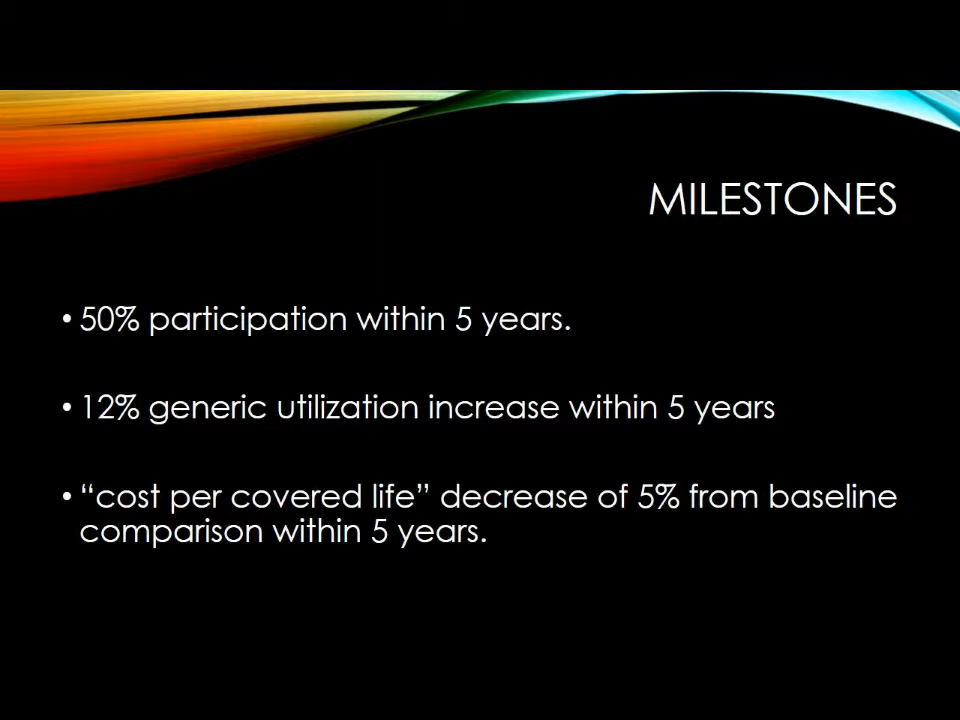 MILESTONES
• 50% participation within 5 years.
• 12% generic utilization increase within 5 years
• “cost per covered life” decrease of 5% from baseline
comparison within 5 years.